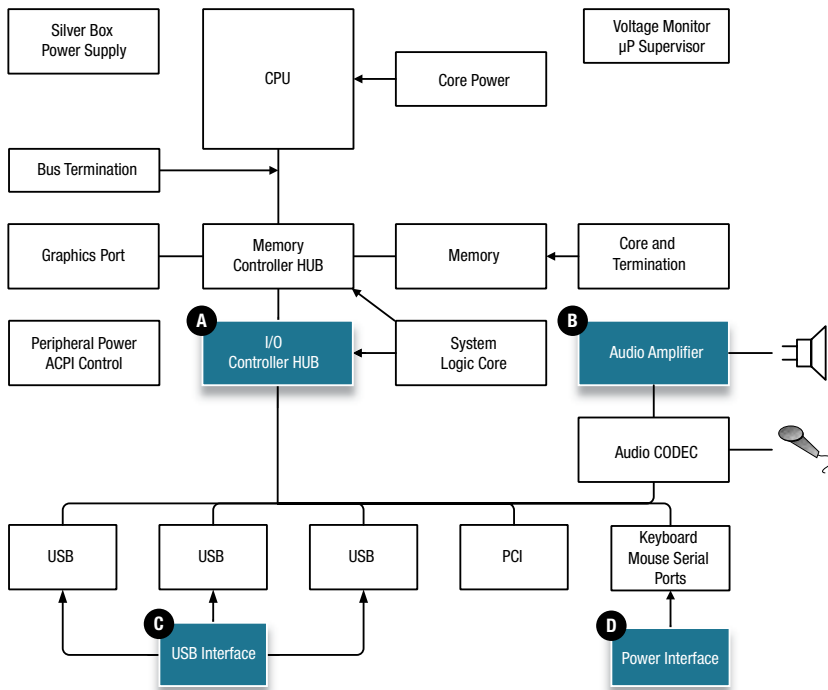 Silver Box
Power Supply
CPU
Core Power
Voltage Monitor
µP Supervisor
Bus Termination
Graphics Port
Memory
Controller HUB
Memory
Core and
Termination
Peripheral Power
ACPI Control
A
I/O
Controller HUB
System
Logic Core
B
Audio Amplifier
Audio CODEC
USB
USB
USB
PCI
Keyboard
Mouse Serial
Ports
C
USB Interface
D
Power Interface